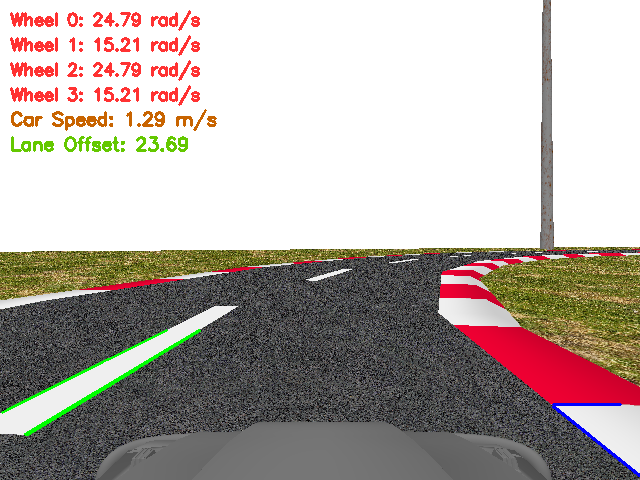 Wheel 0: 24.79 rad/s
Wheel 1: 15.21 rad/s
Wheel 2: 24.79 rad/s
Wheel 3: 15.21 rad/s
Car Speed: 1.29 m/s
Lane Offset: 23.69